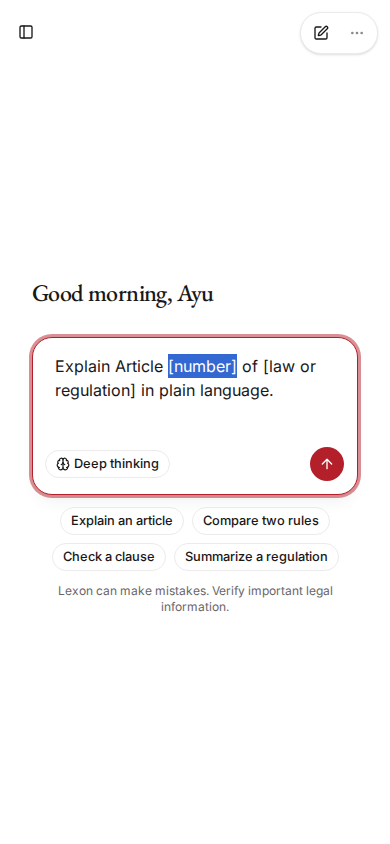 Good morning, Ayu
Explain Article [number] of [law or
regulation] in plain language.
Deep thinking
Explain an article
Compare two rules
Check a clause
Summarize a regulation
Lexon can make mistakes. Verify important legal
information.